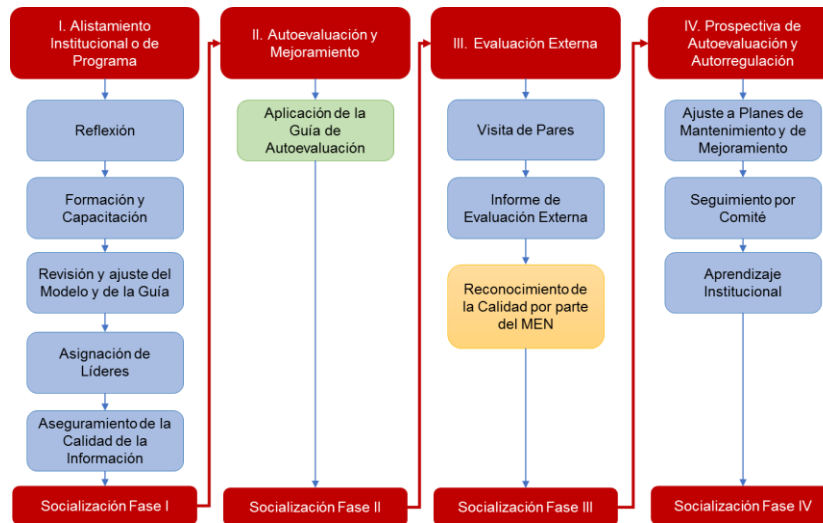 I. Alistamiento
Institucional o de
Programa
Reflexión
Formación y
Capacitación
Revisión y ajuste del
Modelo y de la Guía
Asignación de
Líderes
Aseguramiento de la
Calidad de la
Información
Socialización Fase I
II. Autoevaluación y
Mejoramiento
Aplicación de la
Guía de
Autoevaluación
Socialización Fase II
III. Evaluación Externa
Visita de Pares
Informe de
Evaluación Externa
Reconocimiento de
la Calidad por parte
del MEN
Socialización Fase III
IV. Prospectiva de
Autoevaluación y
Autorregulación
Ajuste a Planes de
Mantenimiento y de
Mejoramiento
Seguimiento por
Comité
Aprendizaje
Institucional
Socialización Fase IV